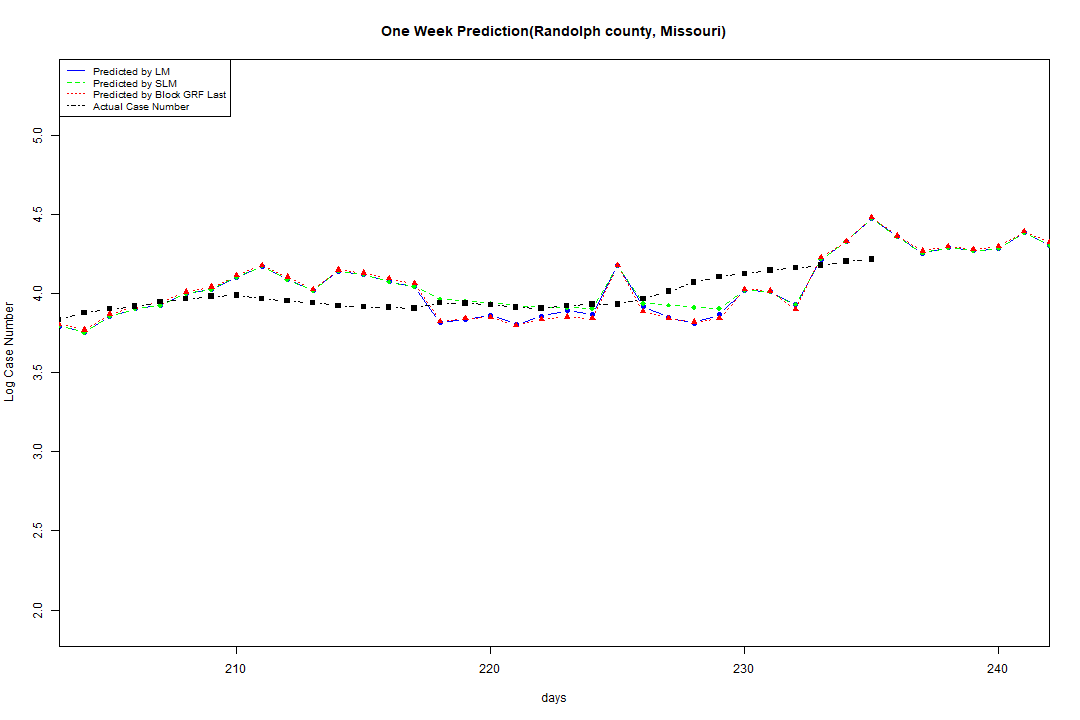 One Week Prediction(Randolph county, Missouri)
Predicted by LM
Predicted by SLM
Predicted by Block GRF Last
Actual Case Number
5.0
4.5
4.0
3.5
3.0
2.5
2.0
Log Case Number
210 220 230 240
days